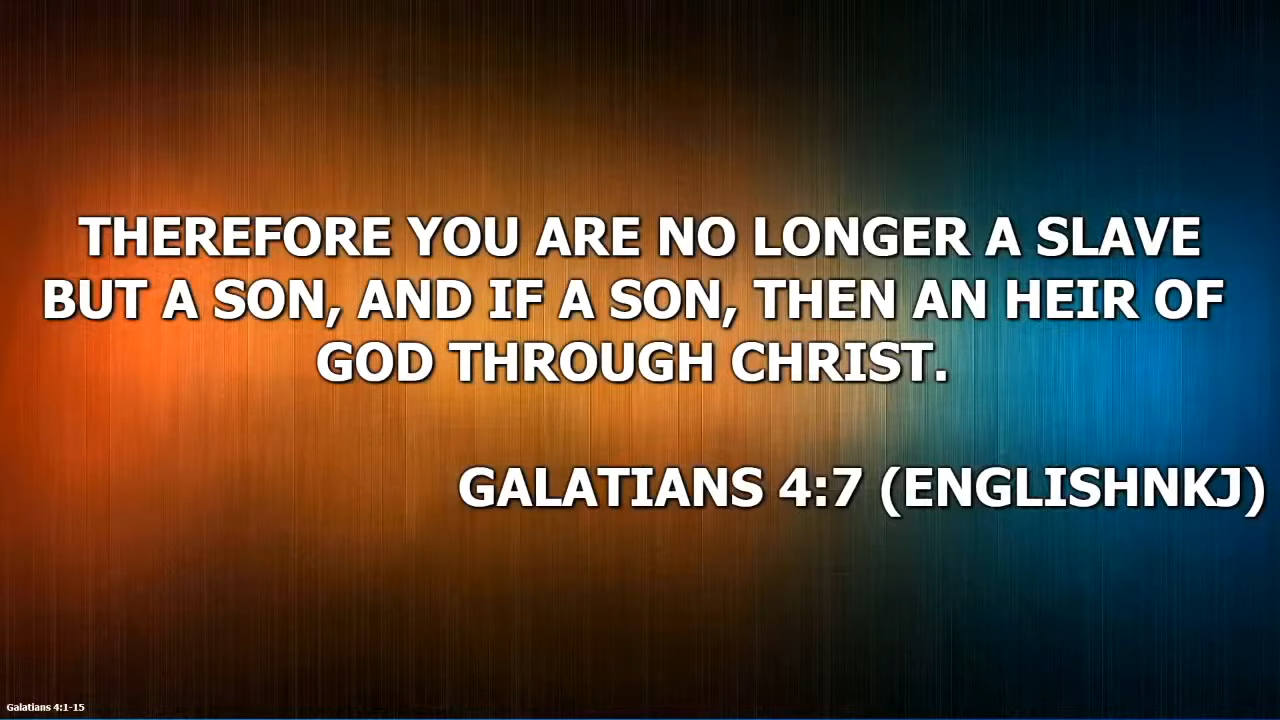 THEREFORE YOU ARE NO LONGER A SLAVE
BUT A SON, AND IF A SON, THEN AN HEIR OF
GOD THROUGH CHRIST.
GALATIANS 4:7 (ENGLISHNKJ)
Galatians 4:1-15